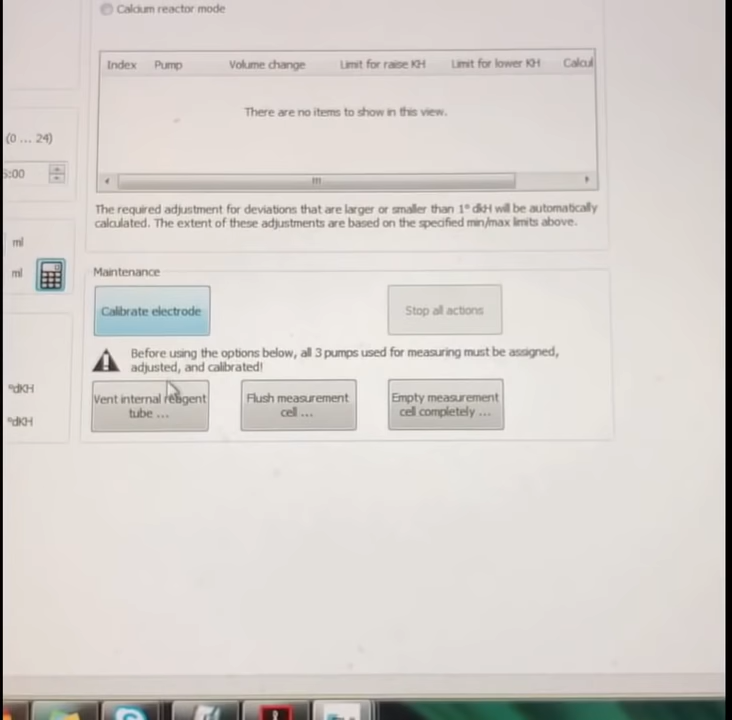 Calcium reactor mode
Index Pump Volume change Limit for raise KH Limit for lower KH Calcul
There are no items to show in this view.
(0 ... 24)
5:00
The required adjustment for deviations that are larger or smaller than 1° dkH will be automatically
calculated. The extent of these adjustments are based on the specified min/max limits above.
ml
ml
Maintenance
Calibrate electrode
Stop all actions
Before using the options below, all 3 pumps used for measuring must be assigned,
adjusted, and calibrated!
°dKH
°dKH
Vent internal reagent
tube ...
Flush measurement
cell ...
Empty measurement
cell completely ...